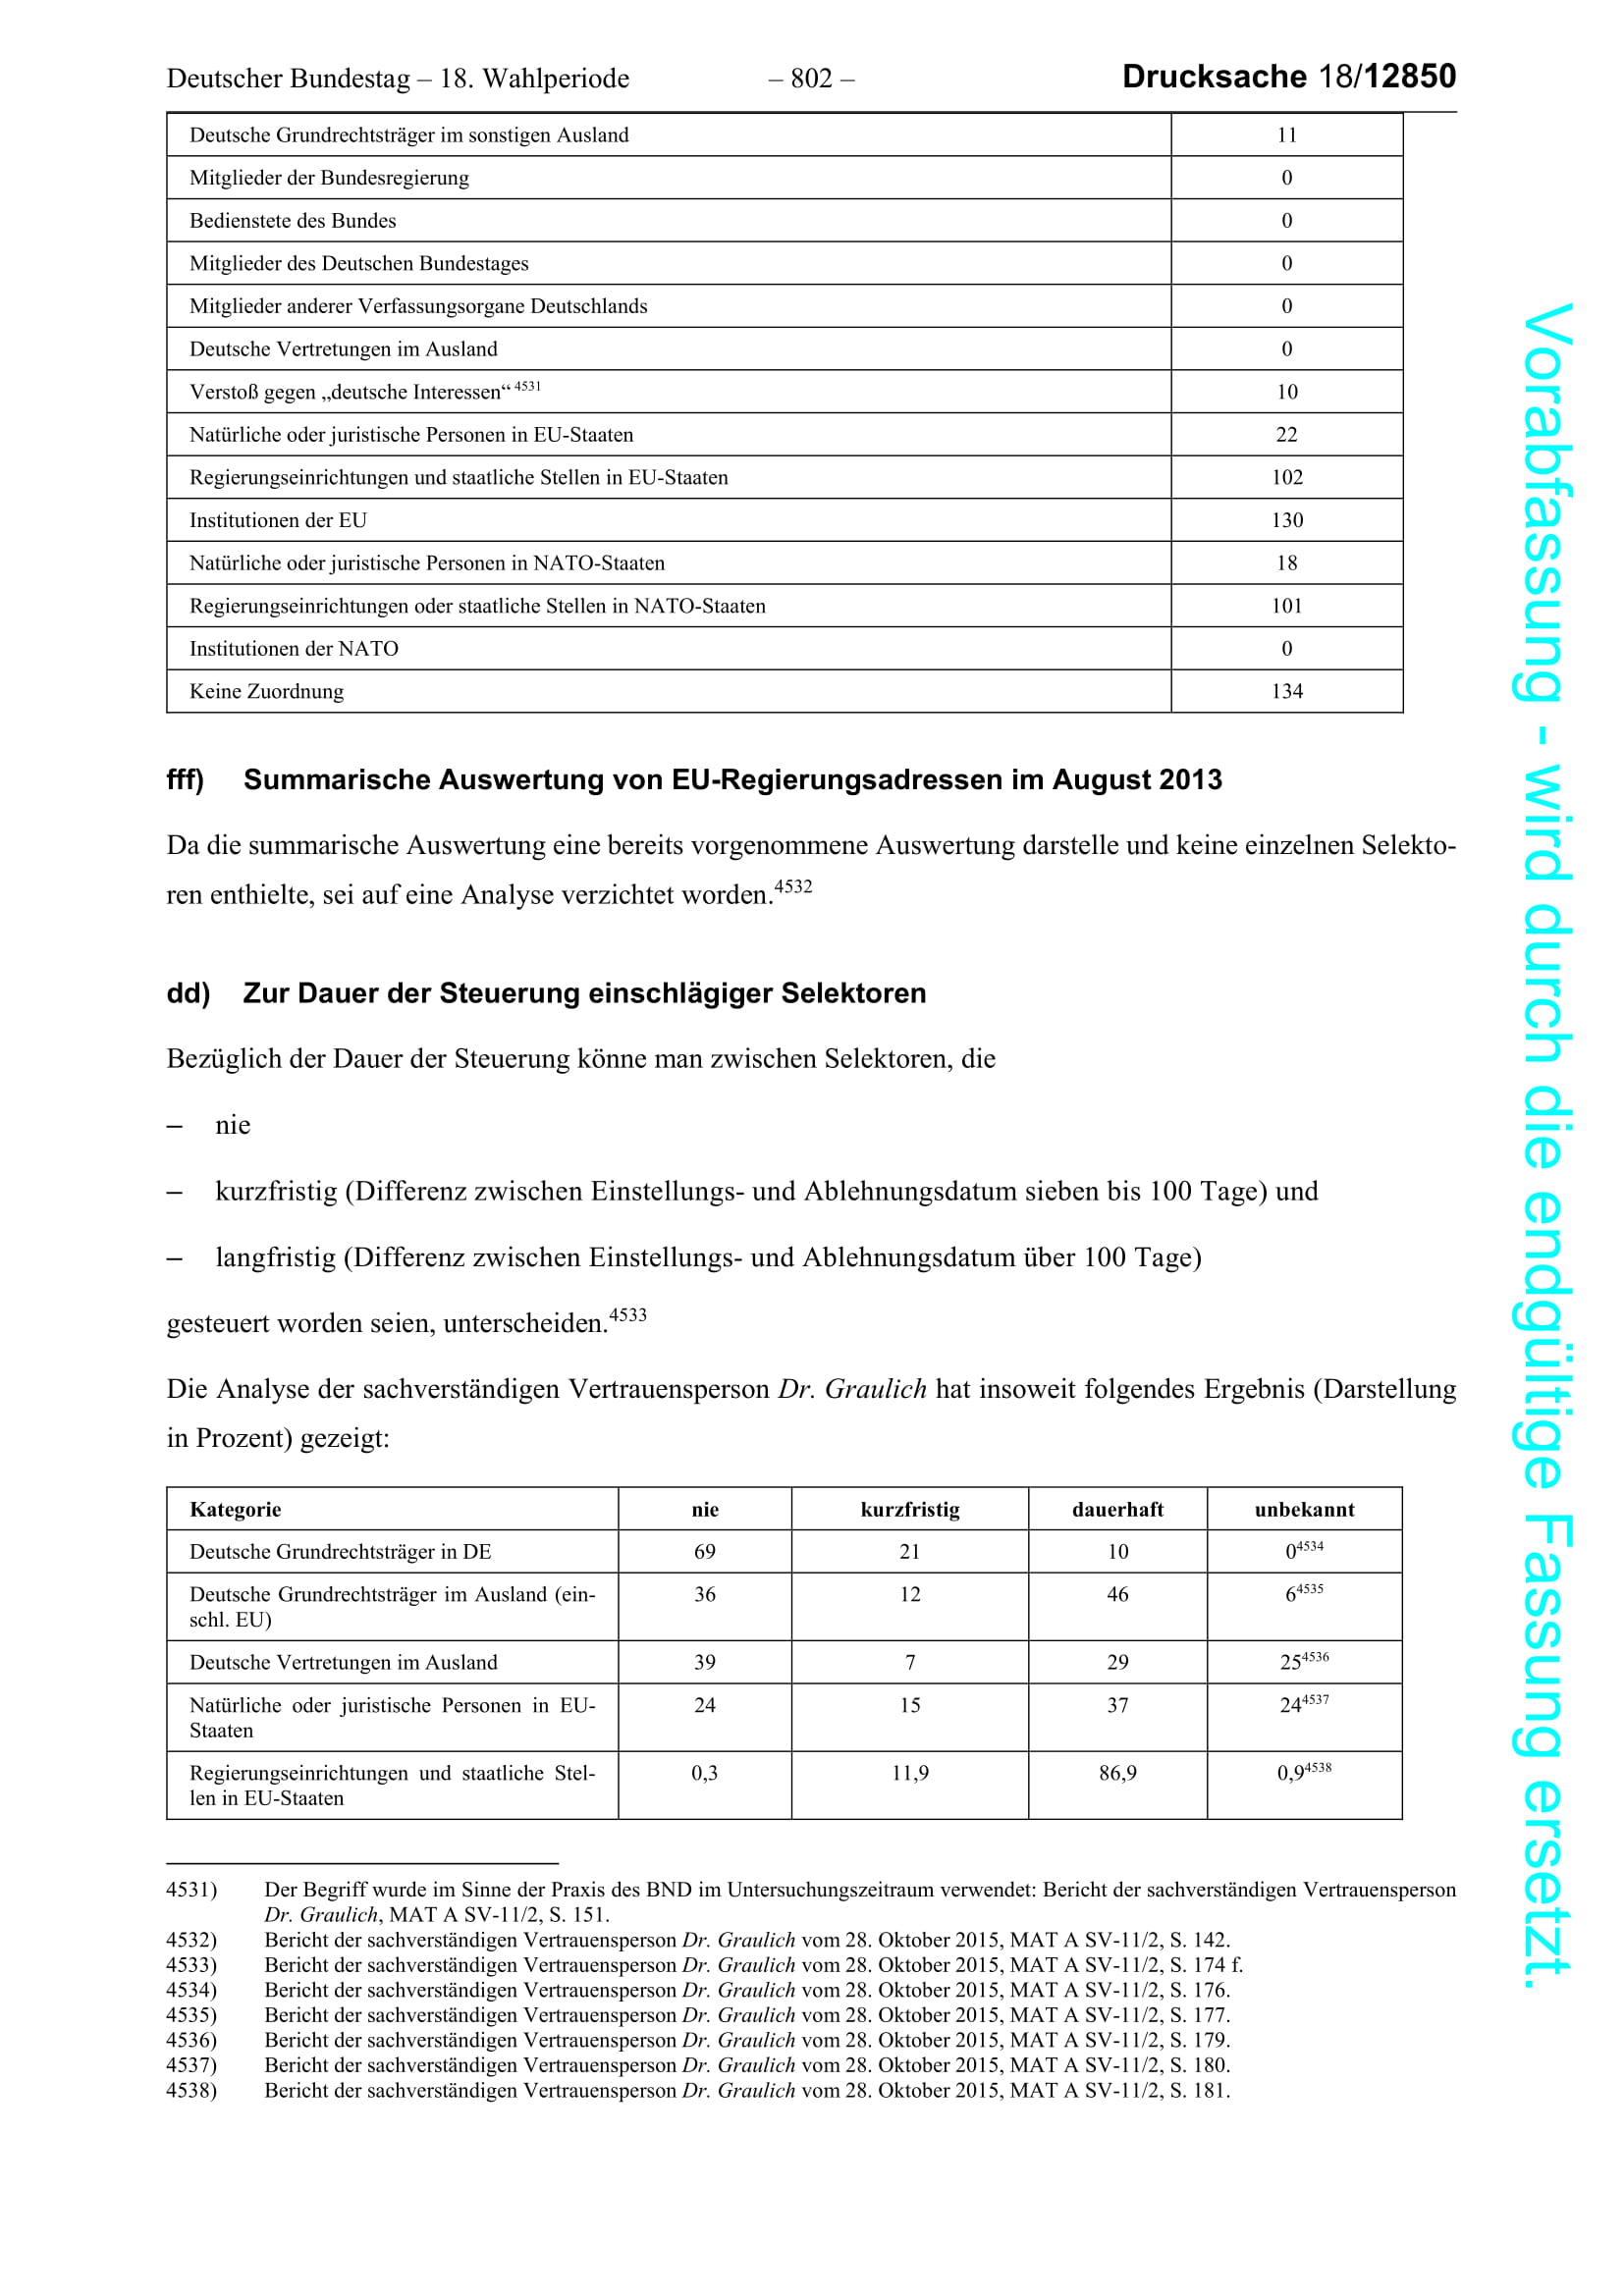 Deutscher Bundestag – 18. Wahlperiode – 802 – Drucksache 18/12850
Deutsche Grundrechtsträger im sonstigen Ausland 11
Mitglieder der Bundesregierung 0
Bedienstete des Bundes 0
Mitglieder des Deutschen Bundestages 0
Mitglieder anderer Verfassungsorgane Deutschlands 0
Deutsche Vertretungen im Ausland 0
Verstoß gegen „deutsche Interessen“ 4531 10
Natürliche oder juristische Personen in EU-Staaten 22
Regierungseinrichtungen und staatliche Stellen in EU-Staaten 102
Institutionen der EU 130
Natürliche oder juristische Personen in NATO-Staaten 18
Regierungseinrichtungen oder staatliche Stellen in NATO-Staaten 101
Institutionen der NATO 0
Keine Zuordnung 134
fff) Summarische Auswertung von EU-Regierungsadressen im August 2013
Da die summarische Auswertung eine bereits vorgenommene Auswertung darstelle und keine einzelnen Selekto-
ren enthielte, sei auf eine Analyse verzichtet worden.4532
dd) Zur Dauer der Steuerung einschlägiger Selektoren
Bezüglich der Dauer der Steuerung könne man zwischen Selektoren, die
– nie
– kurzfristig (Differenz zwischen Einstellungs- und Ablehnungsdatum sieben bis 100 Tage) und
– langfristig (Differenz zwischen Einstellungs- und Ablehnungsdatum über 100 Tage)
gesteuert worden seien, unterscheiden.4533
Die Analyse der sachverständigen Vertrauensperson Dr. Graulich hat insoweit folgendes Ergebnis (Darstellung
in Prozent) gezeigt:
Kategorie nie kurzfristig dauerhaft unbekannt
Deutsche Grundrechtsträger in DE 69 21 10 04534
Deutsche Grundrechtsträger im Ausland (ein- 36 12 46 64535
schl. EU)
Deutsche Vertretungen im Ausland 39 7 29 254536
Natürliche oder juristische Personen in EU- 24 15 37 244537
Staaten
Regierungseinrichtungen und staatliche Stel- 0,3 11,9 86,9 0,94538
len in EU-Staaten
4531) Der Begriff wurde im Sinne der Praxis des BND im Untersuchungszeitraum verwendet: Bericht der sachverständigen Vertrauensperson
Dr. Graulich, MAT A SV-11/2, S. 151.
4532) Bericht der sachverständigen Vertrauensperson Dr. Graulich vom 28. Oktober 2015, MAT A SV-11/2, S. 142.
4533) Bericht der sachverständigen Vertrauensperson Dr. Graulich vom 28. Oktober 2015, MAT A SV-11/2, S. 174 f.
4534) Bericht der sachverständigen Vertrauensperson Dr. Graulich vom 28. Oktober 2015, MAT A SV-11/2, S. 176.
4535) Bericht der sachverständigen Vertrauensperson Dr. Graulich vom 28. Oktober 2015, MAT A SV-11/2, S. 177.
4536) Bericht der sachverständigen Vertrauensperson Dr. Graulich vom 28. Oktober 2015, MAT A SV-11/2, S. 179.
4537) Bericht der sachverständigen Vertrauensperson Dr. Graulich vom 28. Oktober 2015, MAT A SV-11/2, S. 180.
4538) Bericht der sachverständigen Vertrauensperson Dr. Graulich vom 28. Oktober 2015, MAT A SV-11/2, S. 181.
Vorabfassung - wird durch die endgültige Fassung ersetzt.